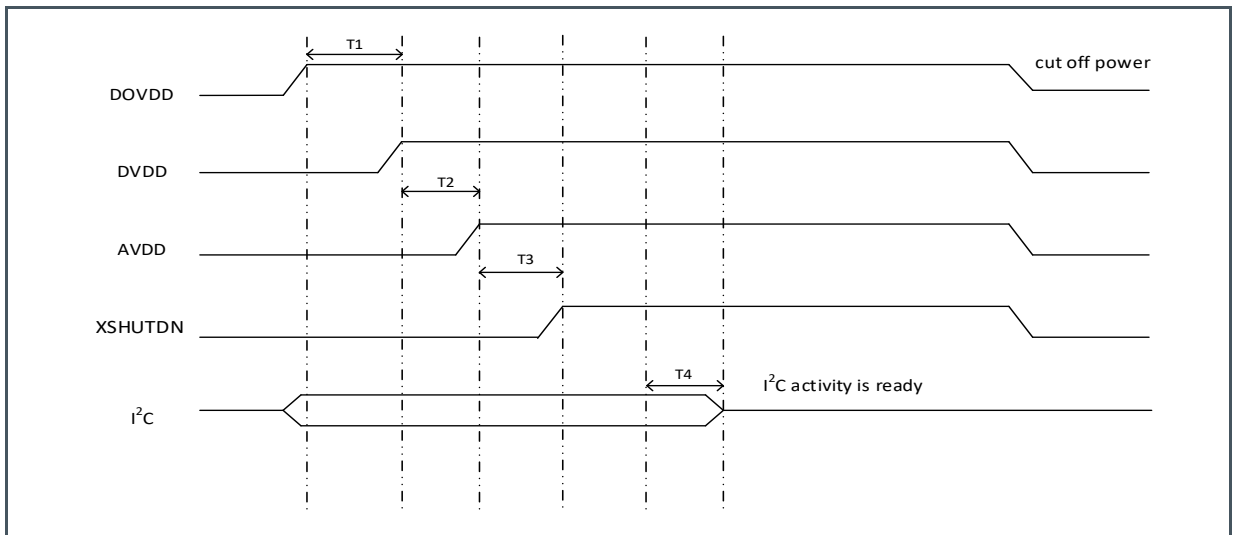 T1
cut off power
DOVDD
DVDD
T2
AVDD
T3
XSHUTDN
T4
I²C activity is ready
I²C